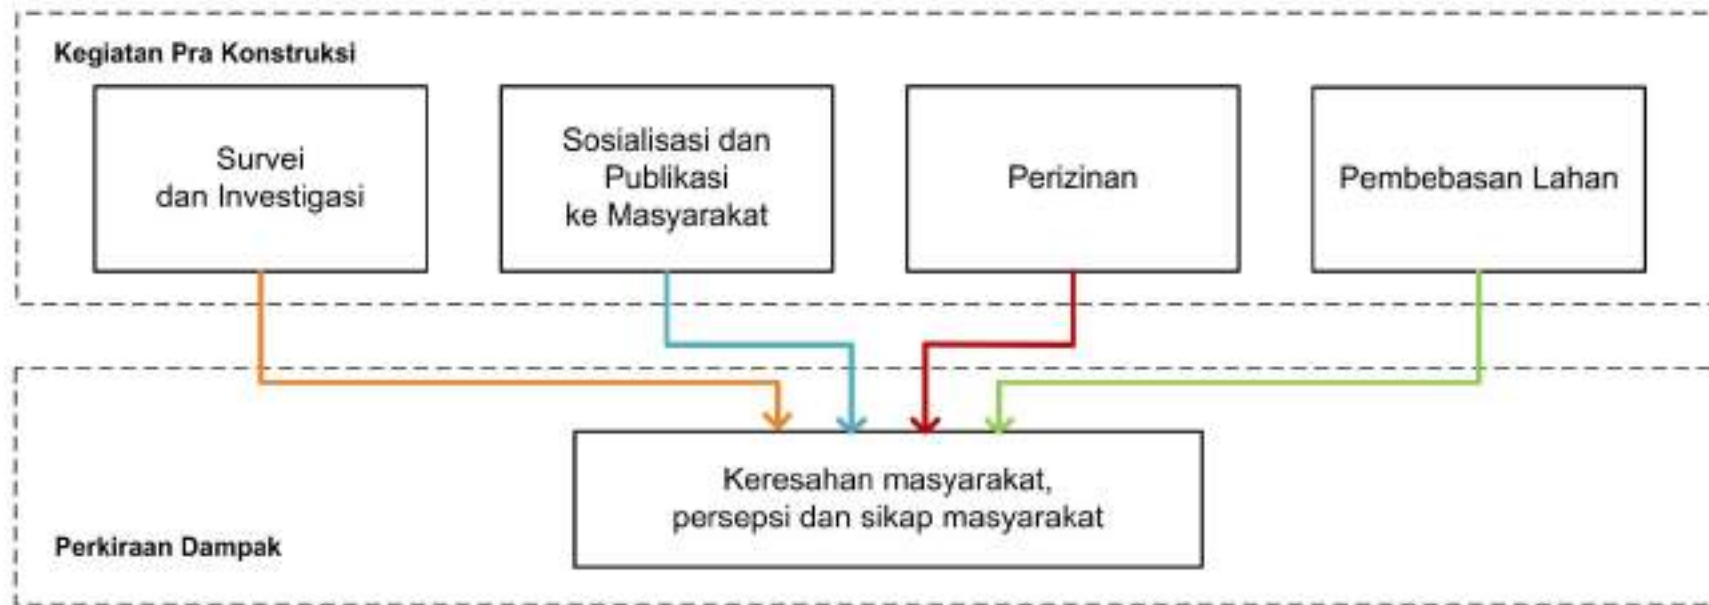 Kegiatan Pra Konstruksi
Survei
dan Investigasi
Sosialisasi dan
Publikasi
ke Masyarakat
Perizinan
Pembebasan Lahan
Keresahan masyarakat,
persepsi dan sikap masyarakat
Perkiraan Dampak